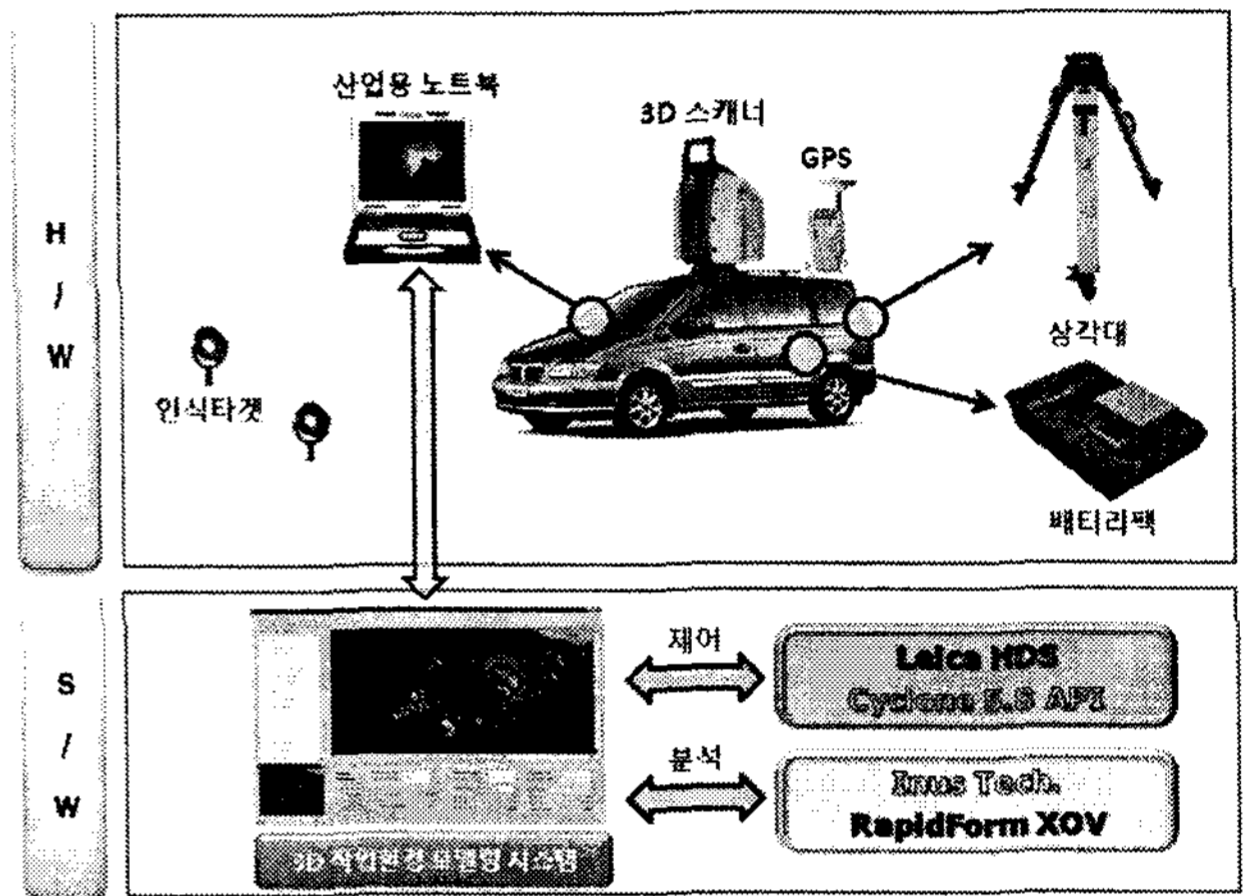 H
/
W
산업용 노트북
3D 스캐너
GPS
삼각대
인식타겟
배터리팩
S
/
W
제어
Leica HDS
Cyclone 5.8 API
분석
Inus Tech.
RapidForm XOV
3D 작업환경 모델링 시스템